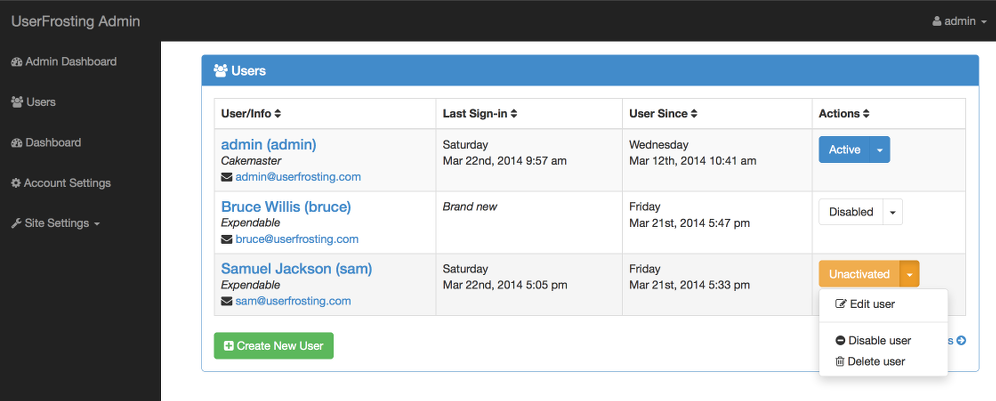 UserFrosting Admin
admin
Admin Dashboard
Users
Dashboard
Account Settings
Site Settings
Users
User/Info
Last Sign-in
User Since
Actions
admin (admin)
Cakemaster
admin@userfrosting.com
Saturday
Mar 22nd, 2014 9:57 am
Wednesday
Mar 12th, 2014 10:41 am
Active
Bruce Willis (bruce)
Expendable
bruce@userfrosting.com
Brand new
Friday
Mar 21st, 2014 5:47 pm
Disabled
Samuel Jackson (sam)
Expendable
sam@userfrosting.com
Saturday
Mar 22nd, 2014 5:05 pm
Friday
Mar 21st, 2014 5:33 pm
Unactivated
Edit user
Disable user
Delete user
Create New User